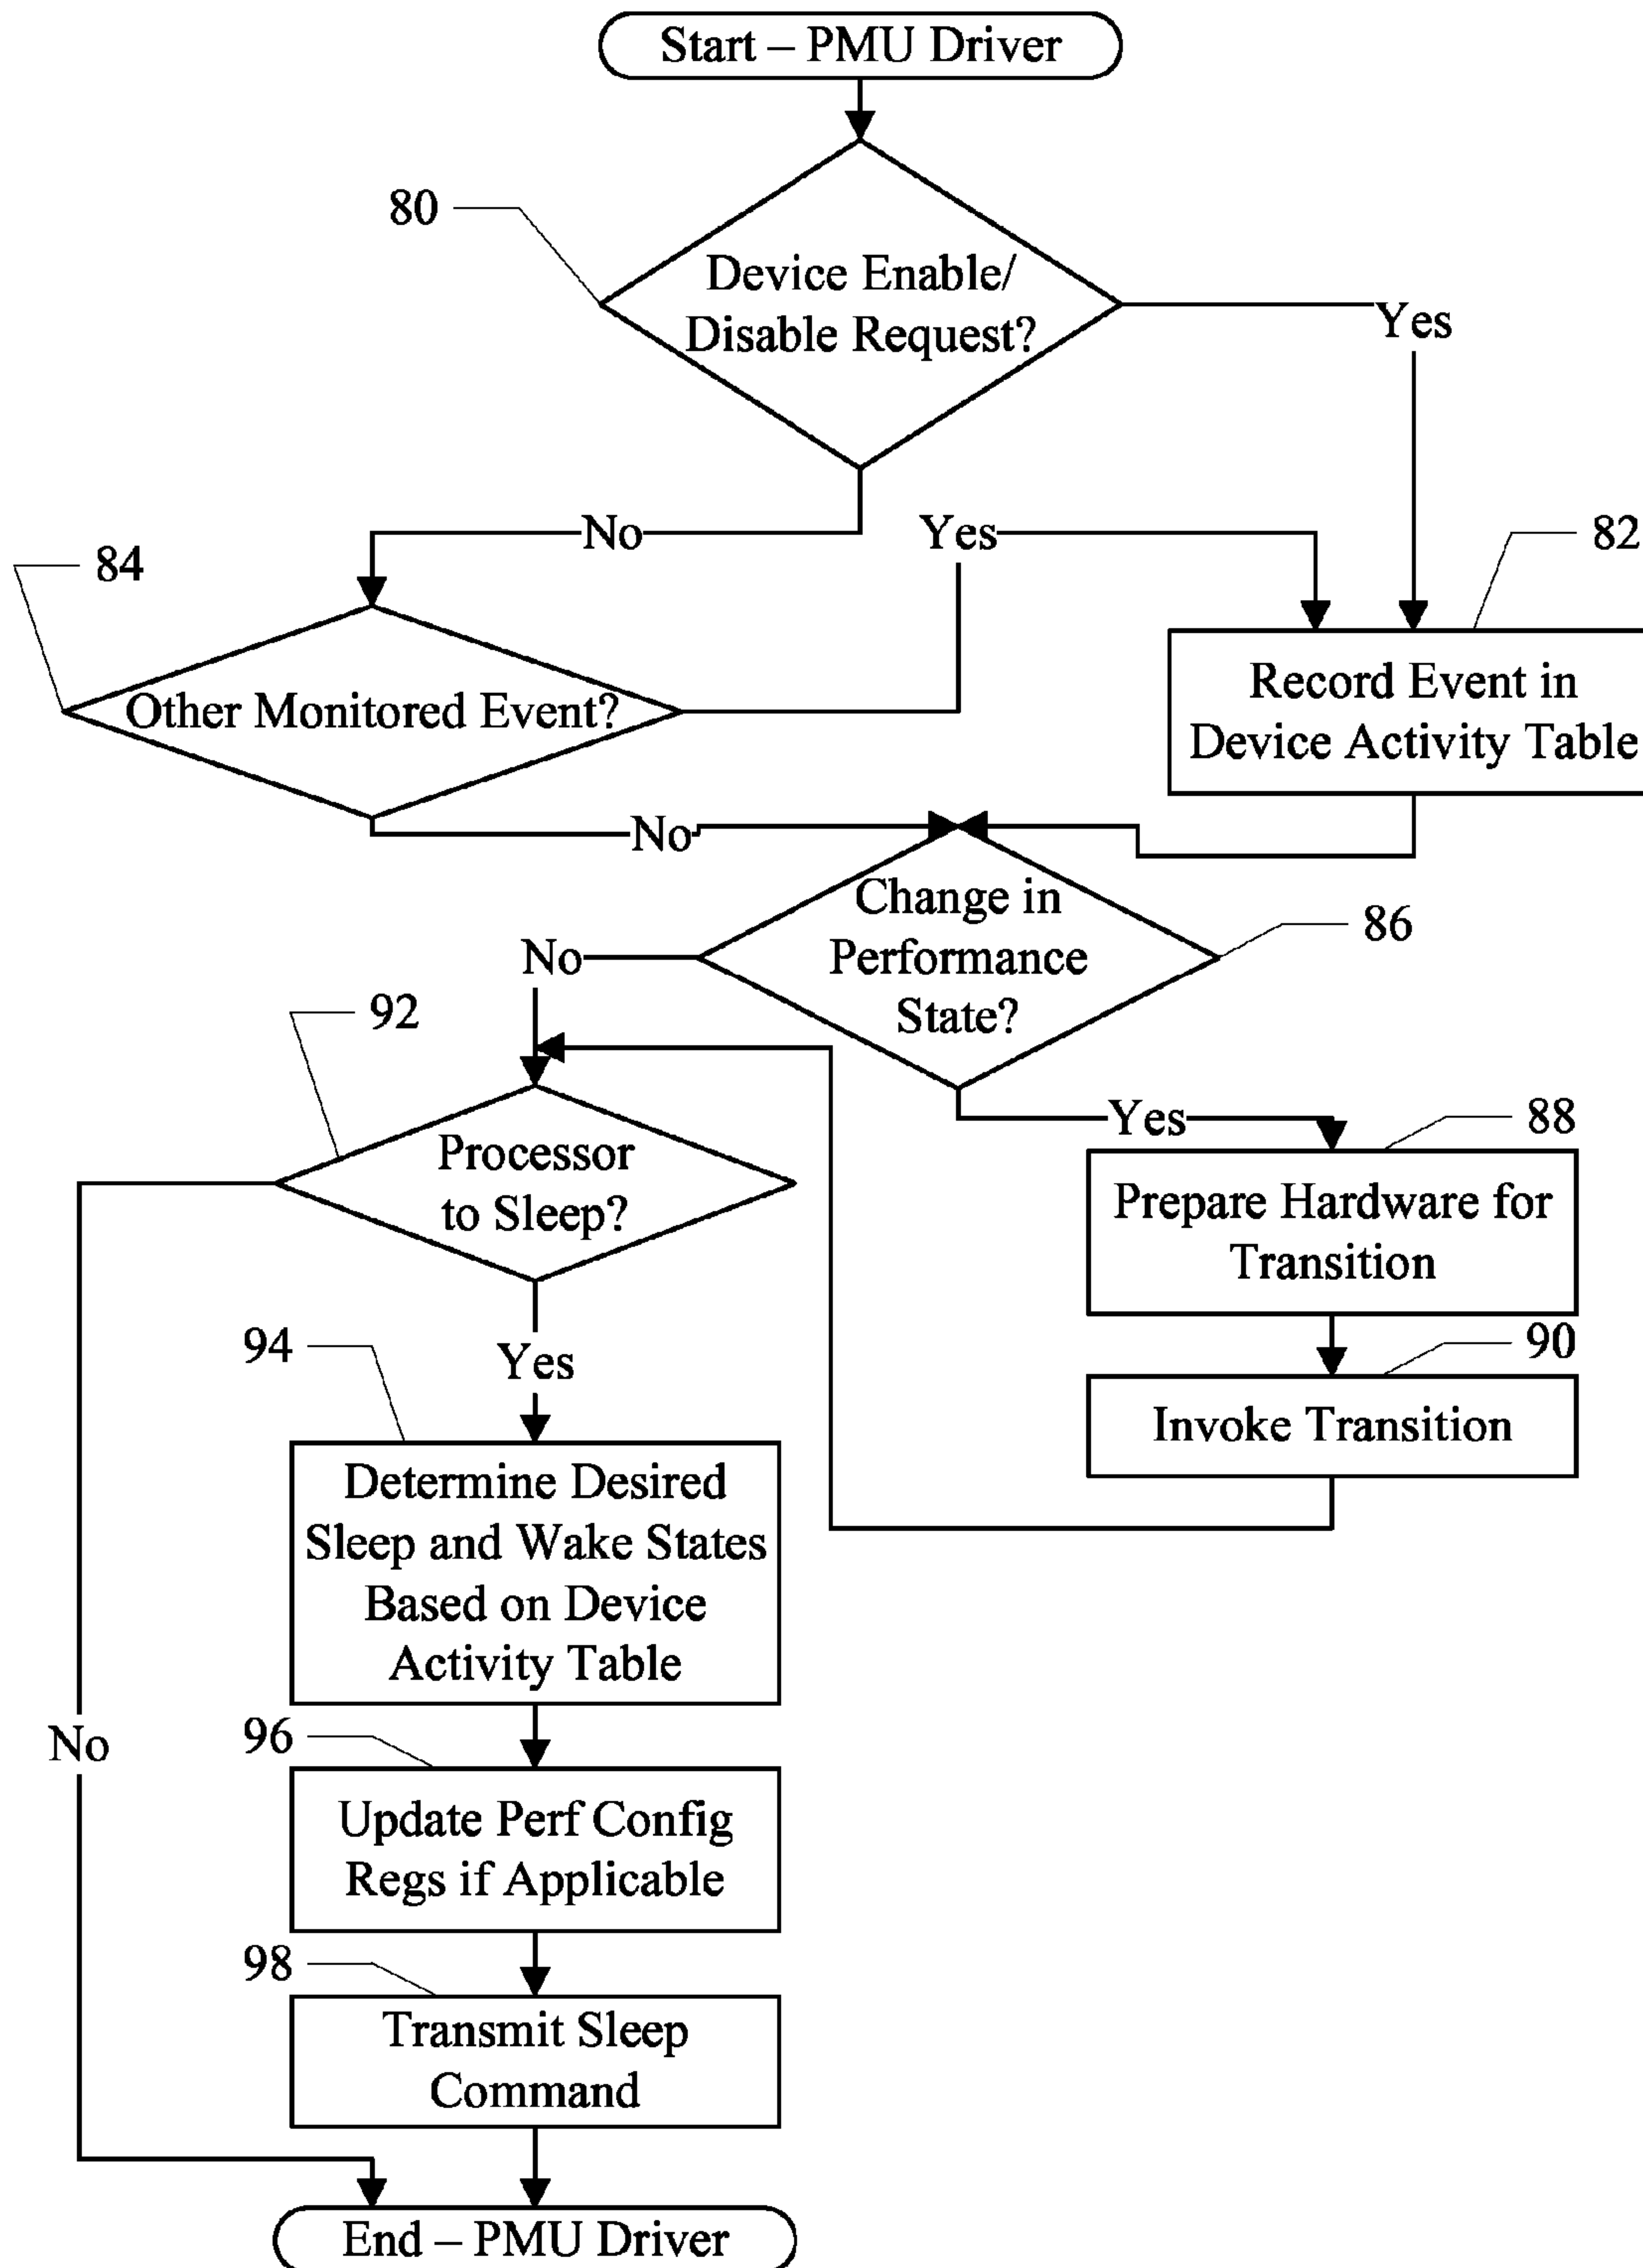 Start – PMU Driver
80
Device Enable/
Disable Request?
Yes
No
Yes
82
84
Other Monitored Event?
Record Event in
Device Activity Table
No
Change in
Performance
State?
86
No
92
Processor
to Sleep?
Yes
88
Prepare Hardware for
Transition
90
Invoke Transition
94
Yes
Determine Desired
Sleep and Wake States
Based on Device
Activity Table
No
96
Update Perf Config
Regs if Applicable
98
Transmit Sleep
Command
End – PMU Driver